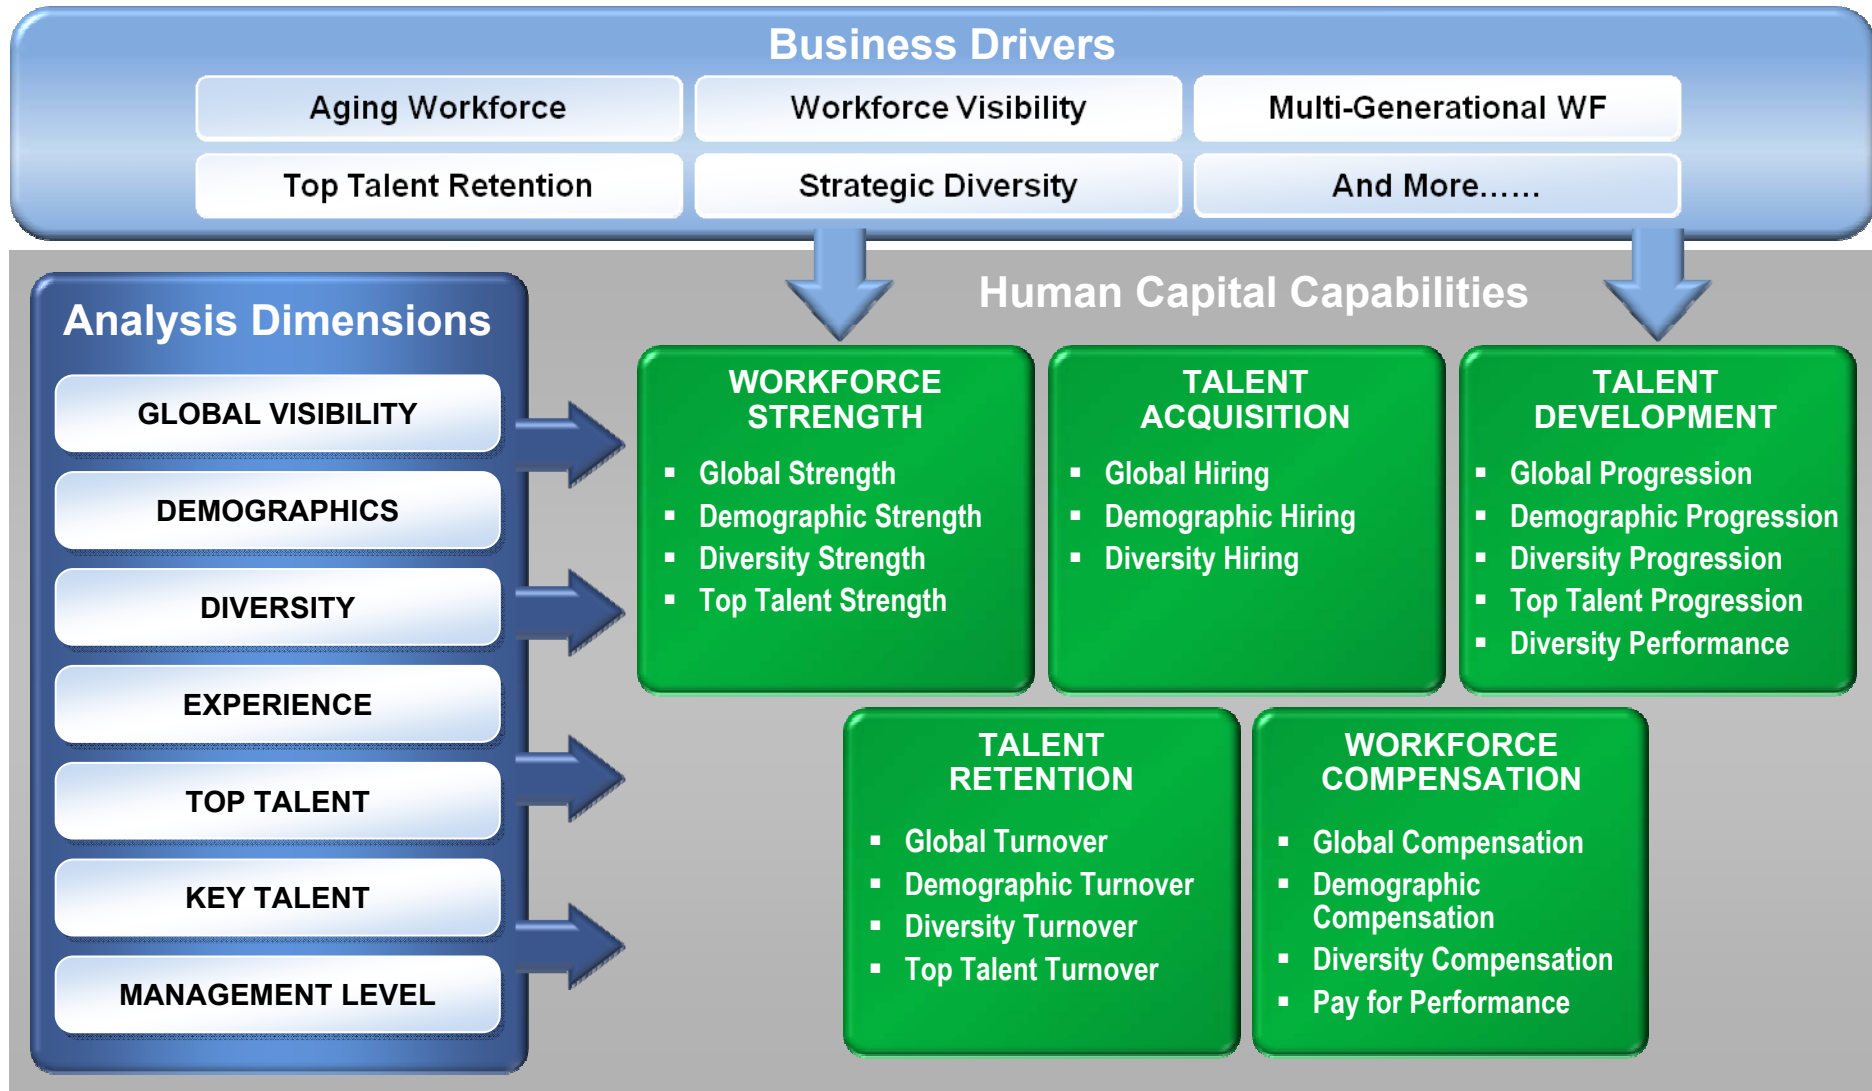 Business Drivers
Aging Workforce
Workforce Visibility
Multi-Generational WF
Top Talent Retention
Strategic Diversity
And More......
Analysis Dimensions
GLOBAL VISIBILITY
DEMOGRAPHICS
DIVERSITY
EXPERIENCE
TOP TALENT
KEY TALENT
MANAGEMENT LEVEL
Human Capital Capabilities
WORKFORCE
STRENGTH
▪ Global Strength
▪ Demographic Strength
▪ Diversity Strength
▪ Top Talent Strength
TALENT
ACQUISITION
▪ Global Hiring
▪ Demographic Hiring
▪ Diversity Hiring
TALENT
DEVELOPMENT
▪ Global Progression
▪ Demographic Progression
▪ Diversity Progression
▪ Top Talent Progression
▪ Diversity Performance
TALENT
RETENTION
▪ Global Turnover
▪ Demographic Turnover
▪ Diversity Turnover
▪ Top Talent Turnover
WORKFORCE
COMPENSATION
▪ Global Compensation
▪ Demographic
Compensation
▪ Diversity Compensation
▪ Pay for Performance